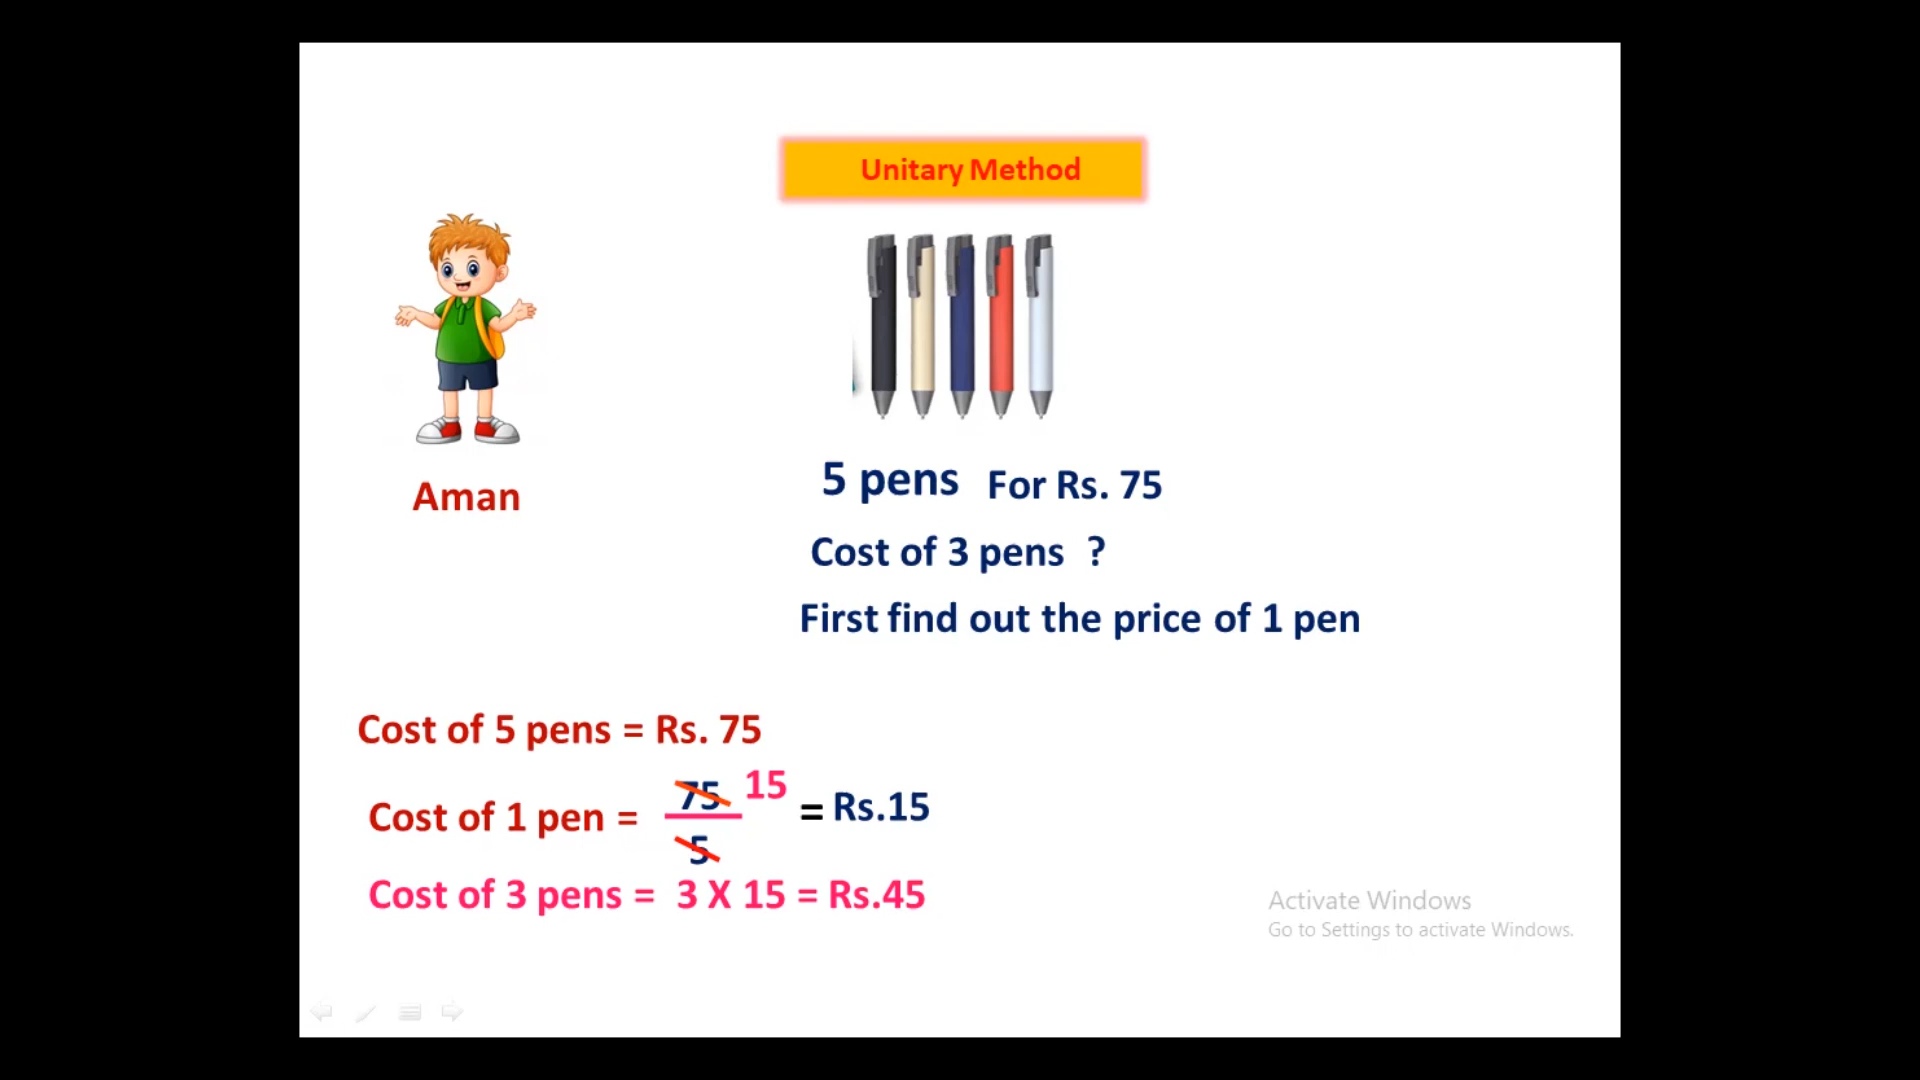 Unitary Method
Aman
5 pens For Rs. 75
Cost of 3 pens ?
First find out the price of 1 pen
Cost of 5 pens = Rs. 75
Cost of 1 pen = 75 15 = Rs.15
5
Cost of 3 pens = 3 X 15 = Rs.45
Activate Windows
Go to Settings to activate Windows.